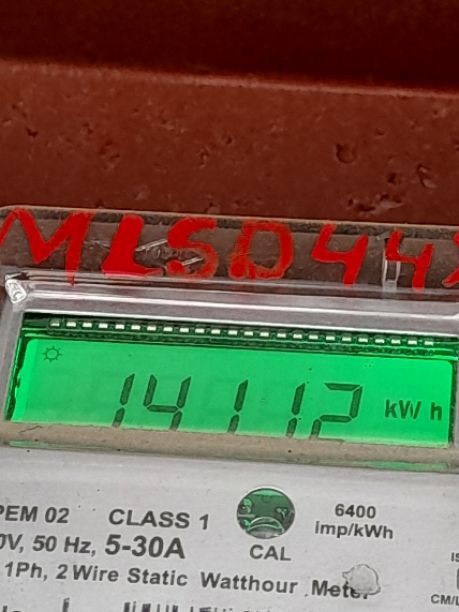 MLSD44
14112 kW h
PEM 02 CLASS 1
6400
imp/kWh
0V, 50 Hz, 5-30A
CAL
1Ph, 2 Wire Static Watthour Meter